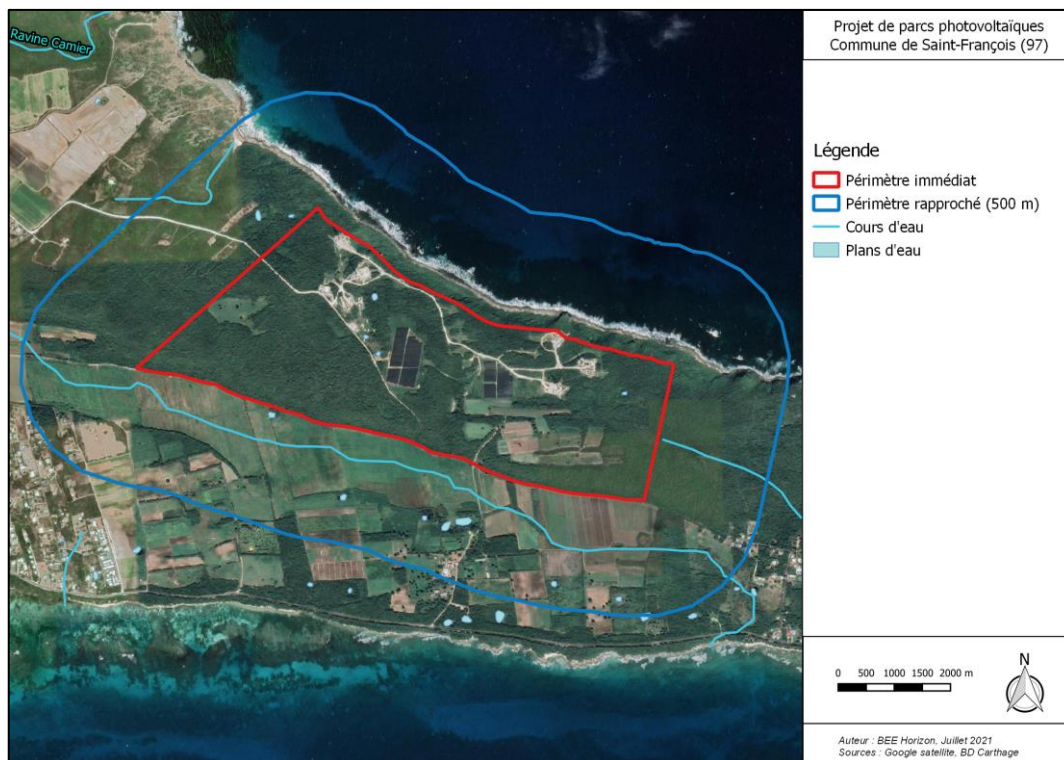 Ravine Camier
Projet de parcs photovoltaïques
Commune de Saint-François (97)
Légende
Périmètre immédiat
Périmètre rapproché (500 m)
Cours d'eau
Plans d'eau
0 500 1000 1500 2000 m
N
Auteur : BEE Horizon, Juillet 2021
Sources : Google satellite, BD Carthage